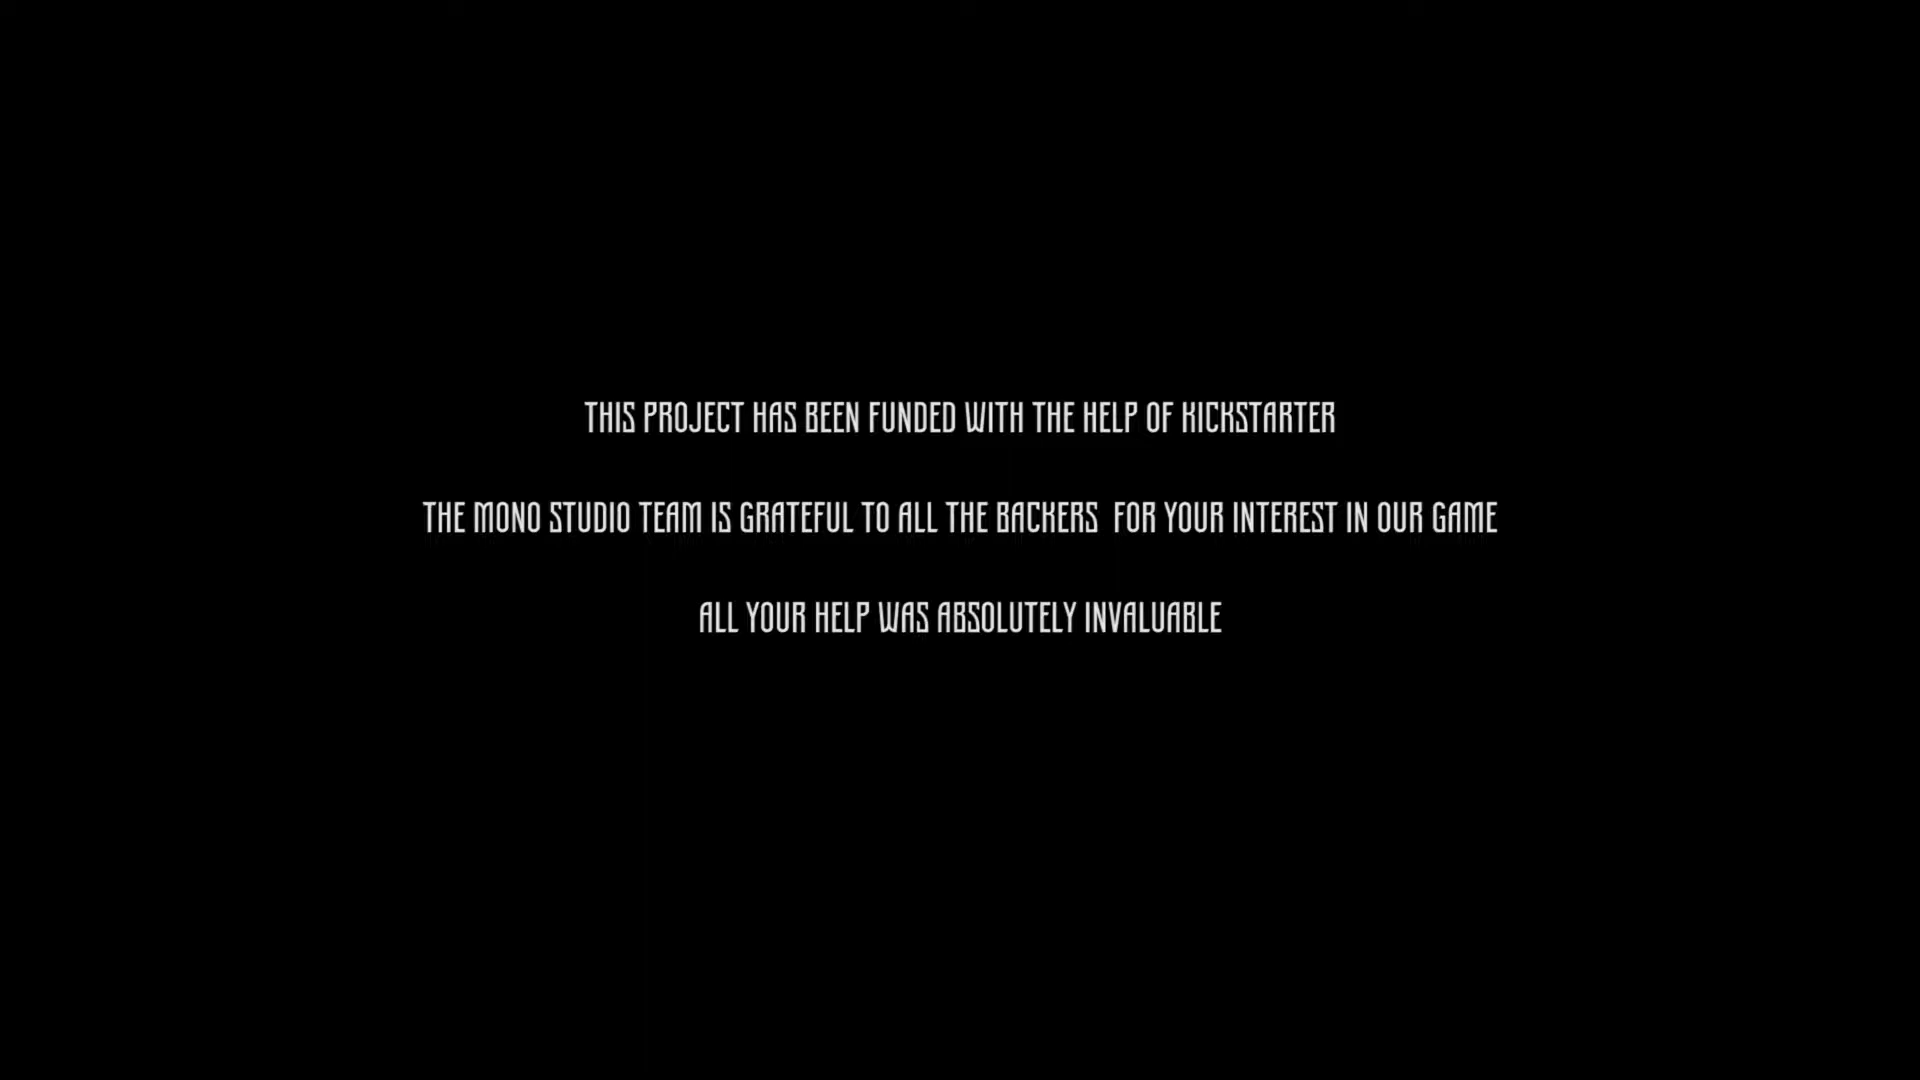 THIS PROJECT HAS BEEN FUNDED WITH THE HELP OF KICKSTARTER
THE MONO STUDIO TEAM IS GRATEFUL TO ALL THE BACKERS  FOR YOUR INTEREST IN OUR GAME
ALL YOUR HELP WAS ABSOLUTELY INVALUABLE